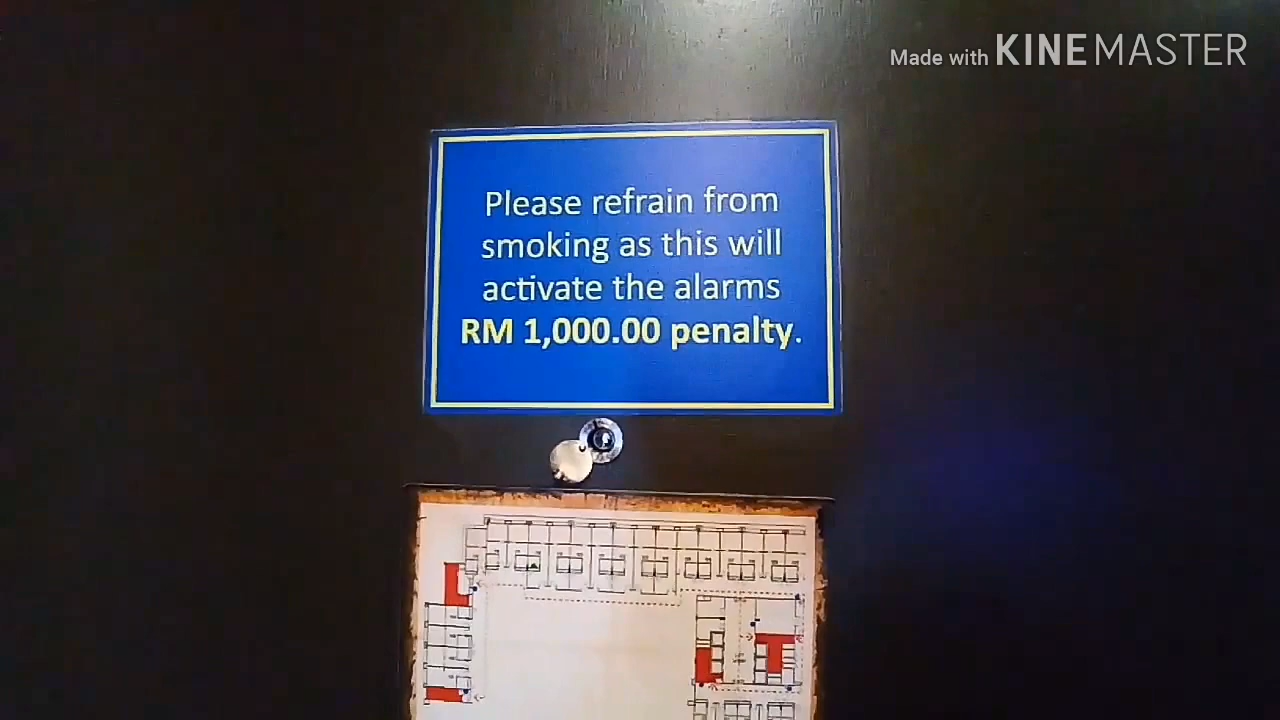 Made with KINEMASTER
Please refrain from
smoking as this will
activate the alarms
RM 1,000.00 penalty.